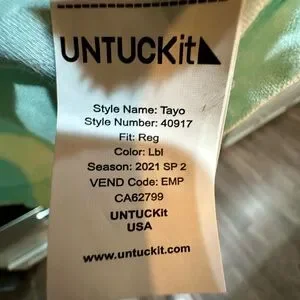 UNTUCKit
Style Name: Tayo
Style Number: 40917
Fit: Reg
Color: Lbl
Season: 2021 SP 2
VEND Code: EMP
CA62799
UNTUCKit
USA
www.untuckit.com